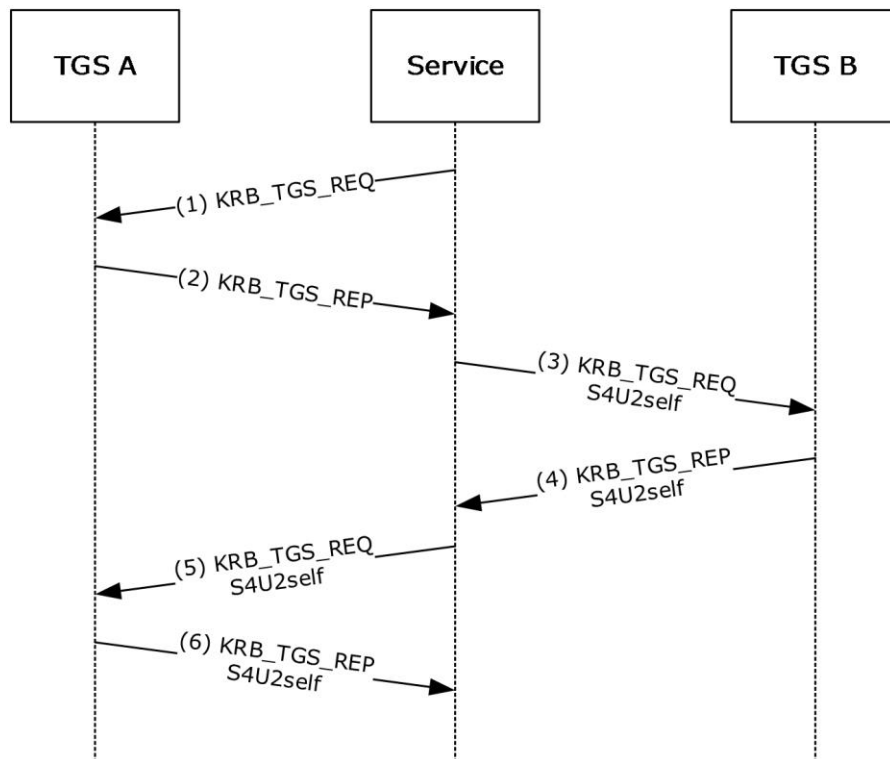 TGS A
Service
TGS B
(1) KRB_TGS_REQ
(2) KRB_TGS_REP
(3) KRB_TGS_REQ
S4U2self
(4) KRB_TGS_REP
S4U2self
(5) KRB_TGS_REQ
S4U2self
(6) KRB_TGS_REP
S4U2self